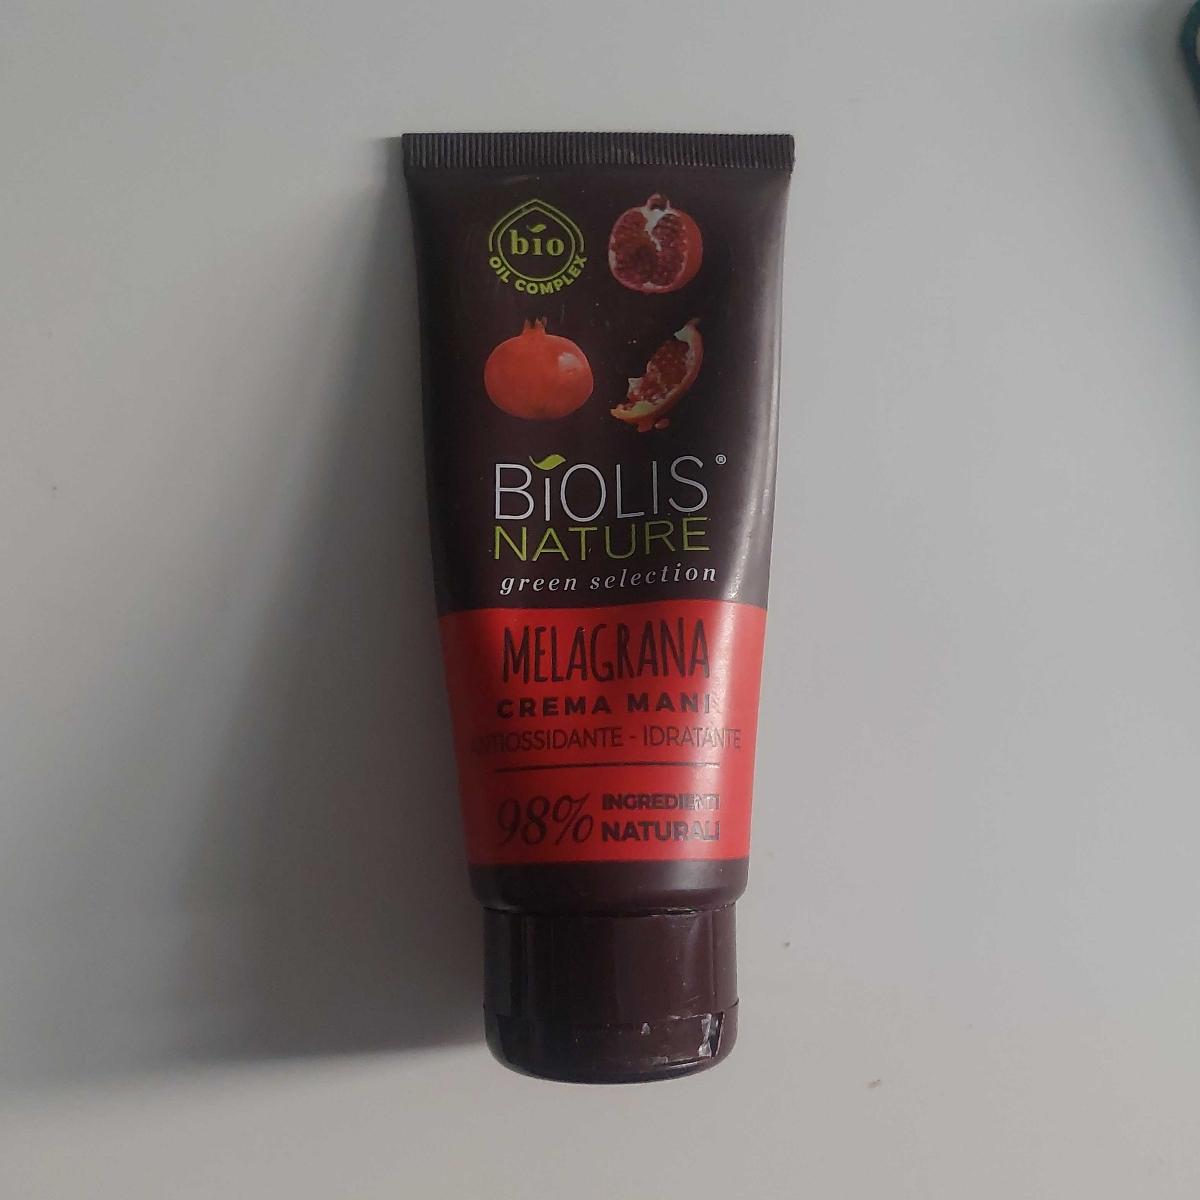 bio
OIL COMPLEX
BiOLIS®
NATURE
green selection
MELAGRANA
CREMA MANI
ANTIOSSIDANTE - IDRATANTE
98% INGREDIENTI
NATURALI